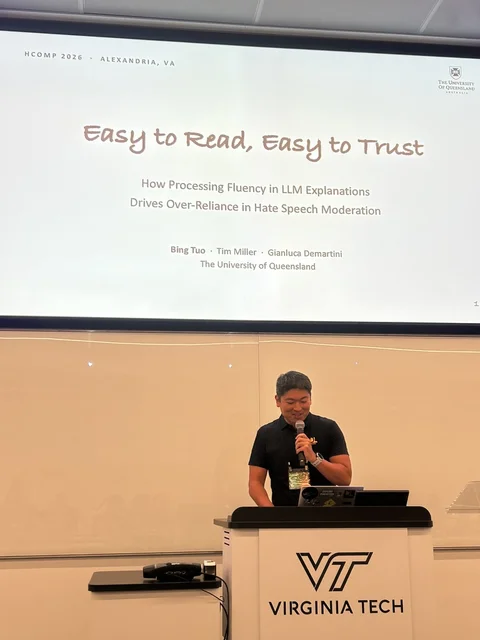 HCOMP 2026 · ALEXANDRIA, VA
THE UNIVERSITY
OF QUEENSLAND
AUSTRALIA
Easy to Read, Easy to Trust
How Processing Fluency in LLM Explanations
Drives Over-Reliance in Hate Speech Moderation
Bing Tuo · Tim Miller · Gianluca Demartini
The University of Queensland
1
VT
VIRGINIA TECH